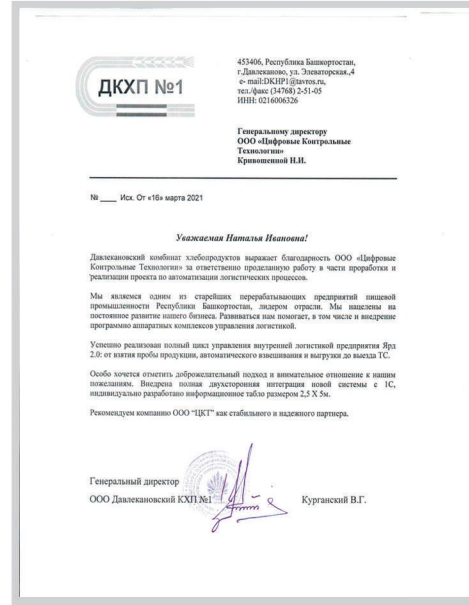 ДКХП №1
453406, Республика Башкортостан,
г.Давлеканово, ул. Элеваторская.,4
е- mail:DKHP1@tavros.ru,
тел./факс (34768) 2-51-05
ИНН: 0216006326
Генеральному директору
ООО «Цифровые Контрольные
Технологии»
Кривошеиной Н.И.
№ ____ Исх. От «16» марта 2021
Уважаемая Наталья Ивановна!
Давлекановский комбинат хлебопродуктов выражает благодарность ООО «Цифровые
Контрольные Технологии» за ответственно проделанную работу в части проработки и
реализации проекта по автоматизации логистических процессов.
Мы являемся одним из старейших перерабатывающих предприятий пищевой
промышленности Республики Башкортостан, лидером отрасли. Мы нацелены на
постоянное развитие нашего бизнеса. Развиваться нам помогает, в том числе и внедрение
программно аппаратных комплексов управления логистикой.
Успешно реализован полный цикл управления внутренней логистикой предприятия Ярд
2.0: от взятия пробы продукции, автоматического взвешивания и выгрузки до выезда ТС.
Особо хочется отметить доброжелательный подход и внимательное отношение к нашим
пожеланиям. Внедрена полная двухсторонняя интеграция новой системы с 1С,
индивидуально разработано информационное табло размером 2,5 Х 5м.
Рекомендуем компанию ООО “ЦКТ” как стабильного и надежного партнера.
Генеральный директор
ООО Давлекановский КХП №1 Курганский В.Г.